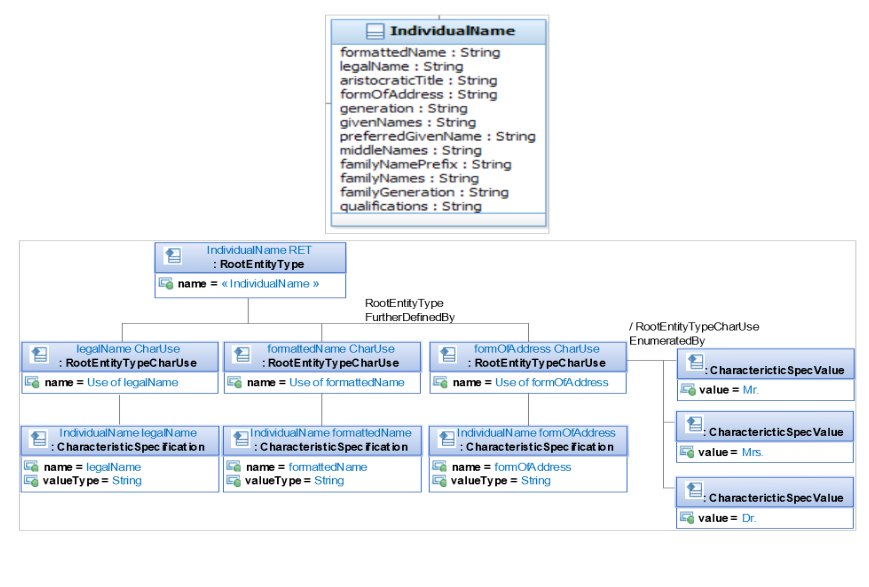 IndividualName
formattedName : String
legalName : String
aristocraticTitle : String
formOfAddress : String
generation : String
givenNames : String
preferredGivenName : String
middleNames : String
familyNamePrefix : String
familyNames : String
familyGeneration : String
qualifications : String
IndividualName RET
: RootEntityType
name = « IndividualName »
RootEntityType
FurtherDefinedBy
/ RootEntityTypeCharUse
EnumeratedBy
legalName CharUse
: RootEntityTypeCharUse
name = Use of legalName
formattedName CharUse
: RootEntityTypeCharUse
name = Use of formattedName
formOfAddress CharUse
: RootEntityTypeCharUse
name = Use of formOfAddress
: CharactericticSpecValue
value = Mr.
IndividualName legalName
: CharacteristicSpecification
name = legalName
valueType = String
IndividualName formattedName
: CharacteristicSpecification
name = formattedName
valueType = String
IndividualName formOfAddress
: CharacteristicSpecification
name = formOfAddress
valueType = String
: CharactericticSpecValue
value = Mrs.
: CharactericticSpecValue
value = Dr.